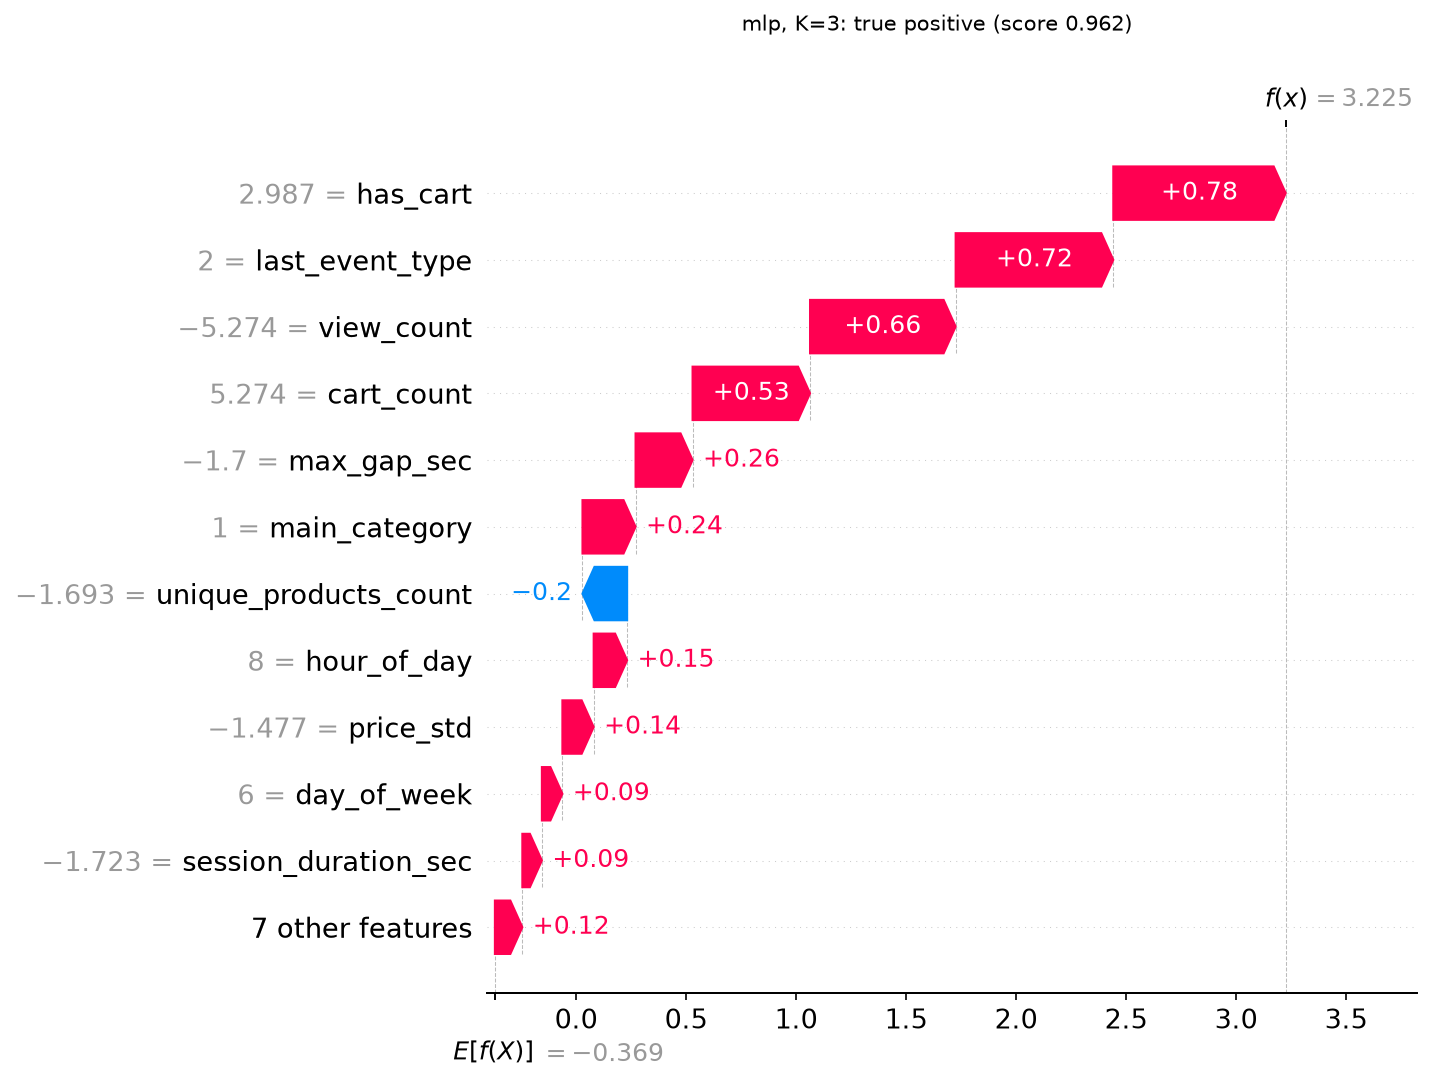 mlp, K=3: true positive (score 0.962)
f(x) = 3.225
2.987 = has_cart +0.78
2 = last_event_type +0.72
−5.274 = view_count +0.66
5.274 = cart_count +0.53
−1.7 = max_gap_sec +0.26
1 = main_category +0.24
−1.693 = unique_products_count −0.2
8 = hour_of_day +0.15
−1.477 = price_std +0.14
6 = day_of_week +0.09
−1.723 = session_duration_sec +0.09
7 other features +0.12
0.0 0.5 1.0 1.5 2.0 2.5 3.0 3.5
E[f(X)] = −0.369